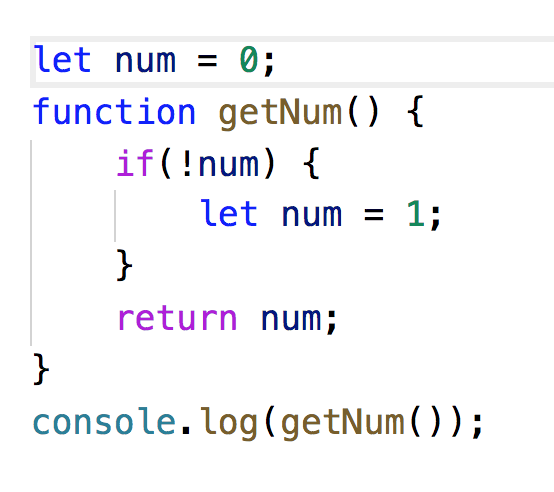 let num = 0;
function getNum() {
    if(!num) {
        let num = 1;
    }
    return num;
}
console.log(getNum());